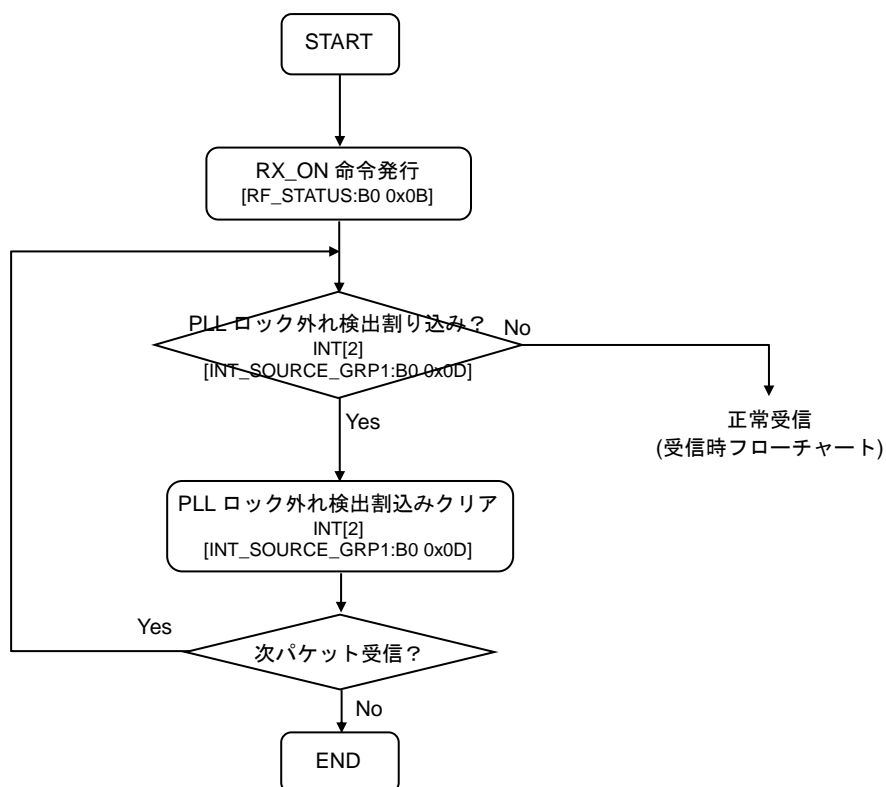 START
RX_ON 命令発行
[RF_STATUS:B0 0x0B]
PLL ロック外れ検出割り込み？
No
INT[2]
[INT_SOURCE_GRP1:B0 0x0D]
Yes
正常受信
(受信時フローチャート)
PLL ロック外れ検出割込みクリア
INT[2]
[INT_SOURCE_GRP1:B0 0x0D]
Yes
次パケット受信？
No
END